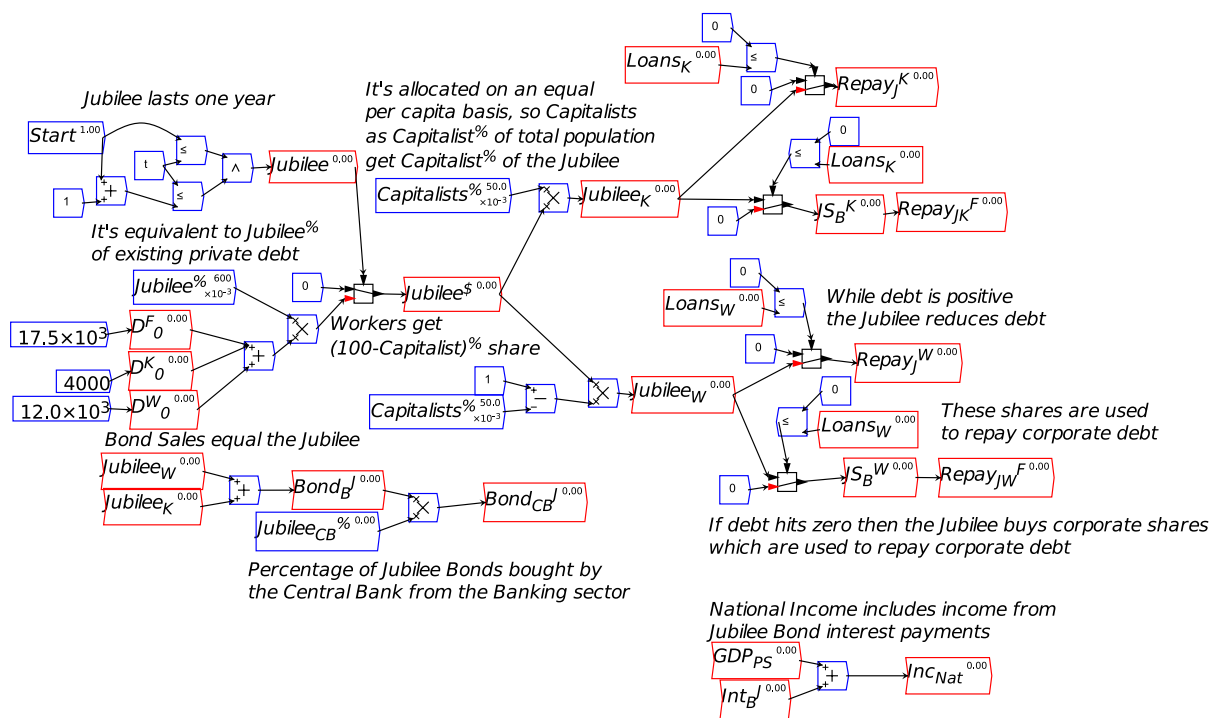 Jubilee lasts one year
Start 1.00
t
≤
≤
∧
1
+
Jubilee 0.00
It's equivalent to Jubilee%
of existing private debt
Jubilee% 600 ×10-3
17.5×10³
D^F_0 0.00
4000
D^K_0 0.00
12.0×10³
D^W_0 0.00
+
×
0
Jubilee^$ 0.00
Workers get
(100-Capitalist)% share
It's allocated on an equal
per capita basis, so Capitalists
as Capitalist% of total population
get Capitalist% of the Jubilee
Capitalists% 50.0 ×10-3
×
Jubilee_K 0.00
0
Loans_K 0.00
≤
0
Repay_J^K 0.00
0
≤
Loans_K 0.00
0
JS_B^K 0.00
Repay_JK^F 0.00
1
Capitalists% 50.0 ×10-3
−
×
Jubilee_W 0.00
0
Loans_W 0.00
≤
While debt is positive
the Jubilee reduces debt
0
Repay_J^W 0.00
0
≤
Loans_W 0.00
These shares are used
to repay corporate debt
0
JS_B^W 0.00
Repay_JW^F 0.00
If debt hits zero then the Jubilee buys corporate shares
which are used to repay corporate debt
Bond Sales equal the Jubilee
Jubilee_W 0.00
Jubilee_K 0.00
+
Bond_B^J 0.00
Jubilee_CB% 0.00
×
Bond_CB^J 0.00
Percentage of Jubilee Bonds bought by
the Central Bank from the Banking sector
National Income includes income from
Jubilee Bond interest payments
GDP_PS 0.00
Int_B^J 0.00
+
Inc_Nat 0.00